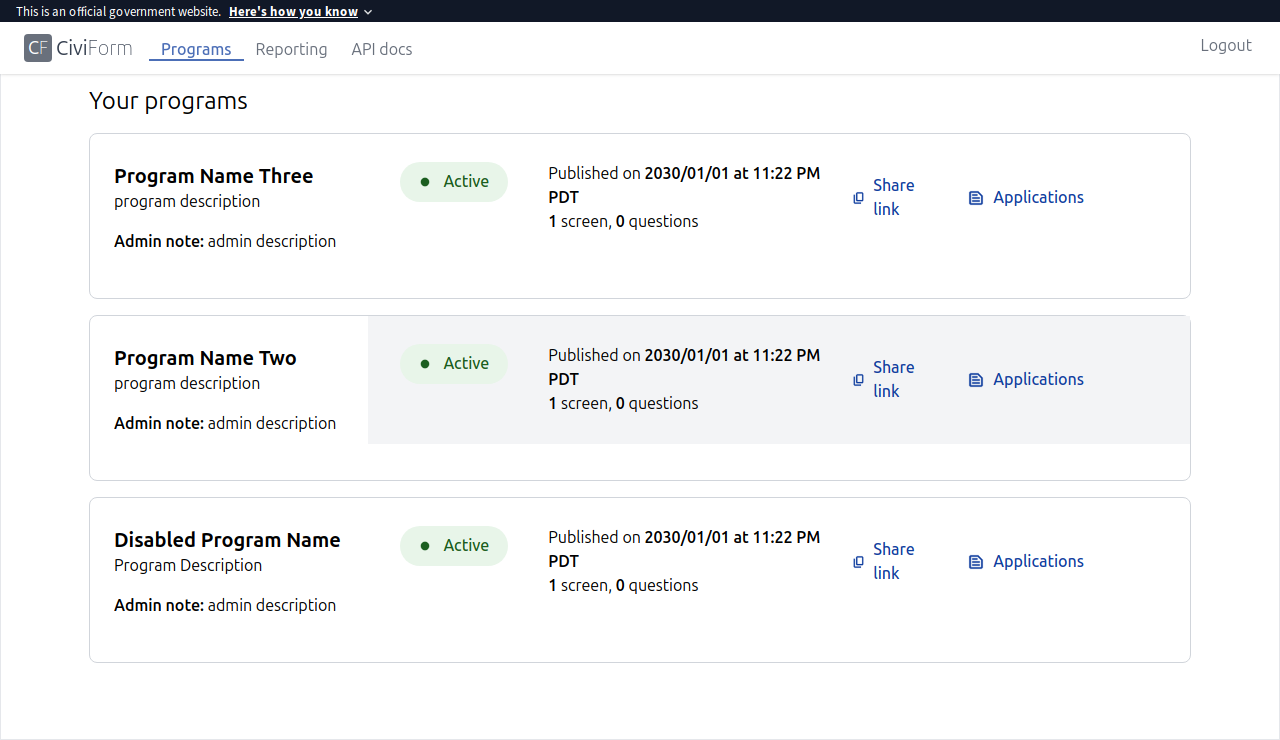 This is an official government website. Here's how you know
CF CiviForm Programs Reporting API docs Logout
Your programs
Program Name Three
program description
Admin note: admin description
Active
Published on 2030/01/01 at 11:22 PM
PDT
1 screen, 0 questions
Share
link
Applications
Program Name Two
program description
Admin note: admin description
Active
Published on 2030/01/01 at 11:22 PM
PDT
1 screen, 0 questions
Share
link
Applications
Disabled Program Name
Program Description
Admin note: admin description
Active
Published on 2030/01/01 at 11:22 PM
PDT
1 screen, 0 questions
Share
link
Applications